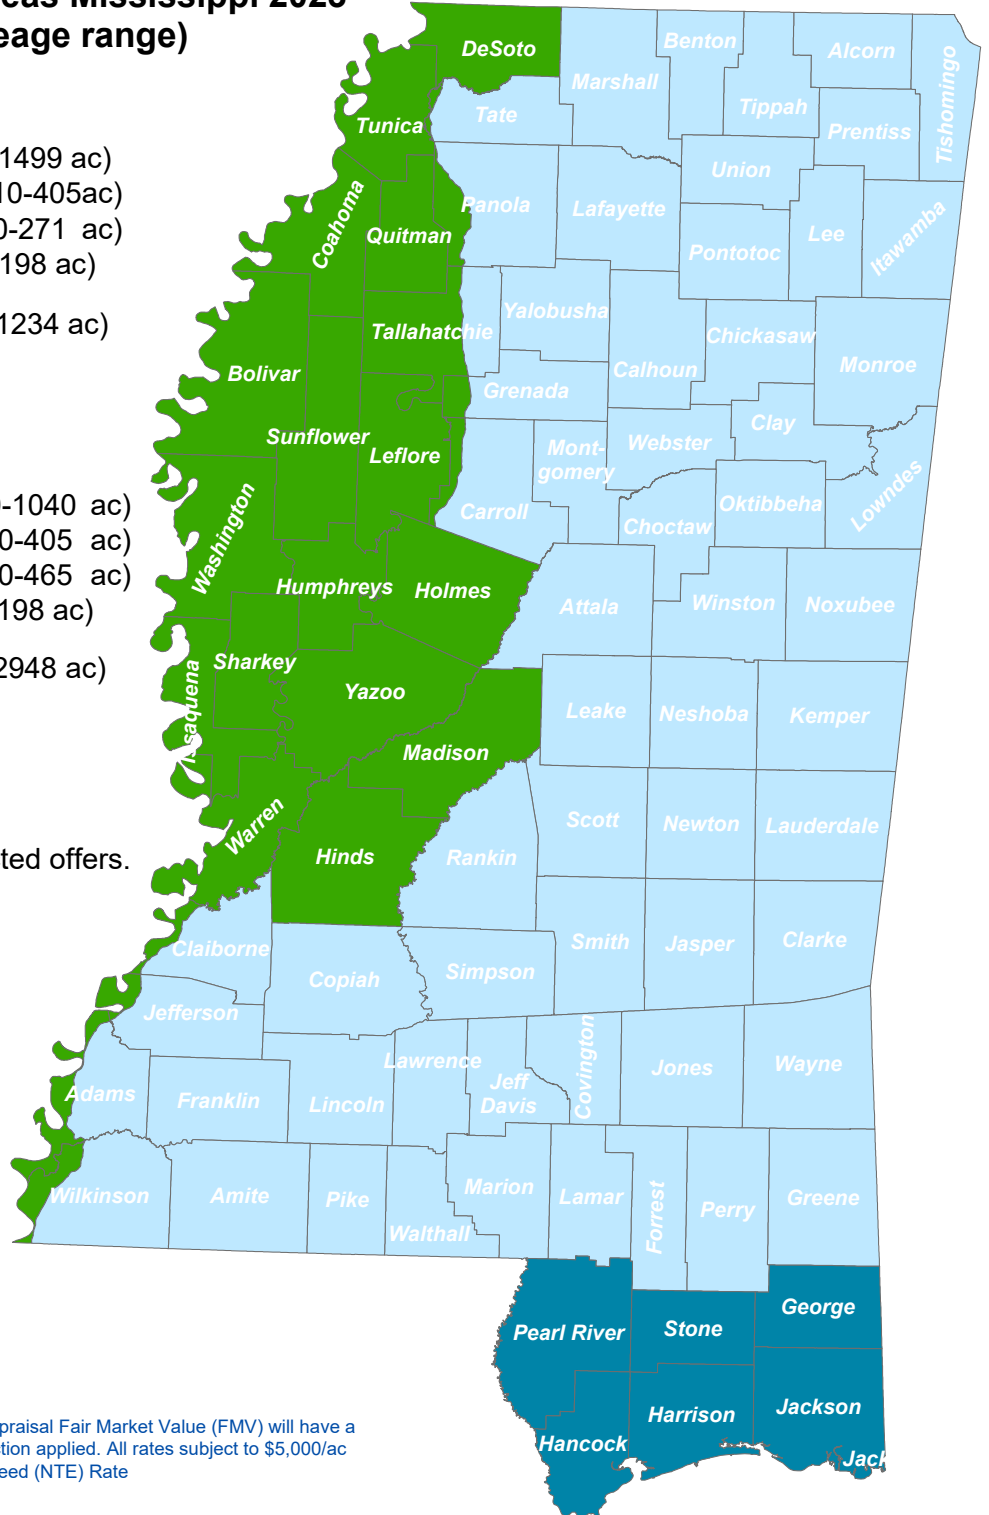 eas Mississippi 2023
eage range)
1499 ac)
10-405ac)
0-271 ac)
198 ac)
1234 ac)
-1040 ac)
0-405 ac)
0-465 ac)
198 ac)
2948 ac)
ted offers.
DeSoto
Benton
Alcorn
Marshall
Tishomingo
Tippah
Tate
Tunica
Prentiss
Union
Panola
Lafayette
Coahoma
Quitman
Lee
Itawamba
Pontotoc
Yalobusha
Tallahatchie
Chickasaw
Monroe
Bolivar
Calhoun
Grenada
Clay
Sunflower
Leflore
Mont-
gomery
Webster
Lowndes
Oktibbeha
Carroll
Choctaw
Washington
Humphreys
Holmes
Attala
Winston
Noxubee
Sharkey
Issaquena
Yazoo
Leake
Neshoba
Kemper
Madison
Warren
Hinds
Rankin
Scott
Newton
Lauderdale
Claiborne
Copiah
Simpson
Smith
Jasper
Clarke
Jefferson
Lawrence
Covington
Jones
Wayne
Adams
Franklin
Lincoln
Jeff
Davis
Wilkinson
Amite
Pike
Walthall
Marion
Lamar
Forrest
Perry
Greene
Pearl River
Stone
George
Hancock
Harrison
Jackson
Jack
praisal Fair Market Value (FMV) will have a
ction applied. All rates subject to $5,000/ac
eed (NTE) Rate